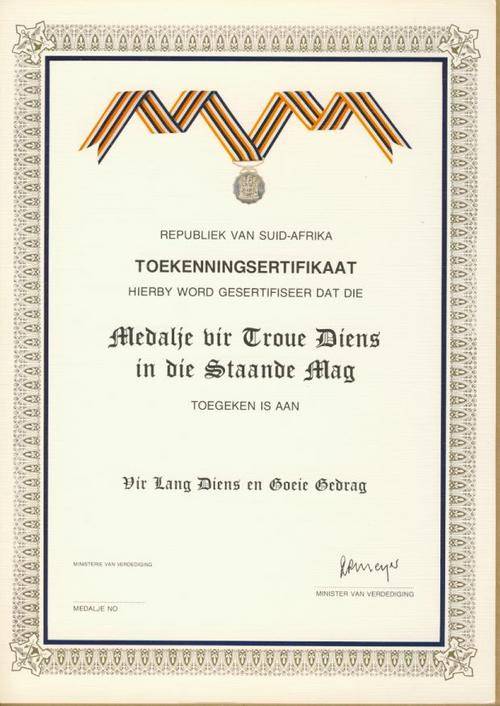 REPUBLIEK VAN SUID-AFRIKA
TOEKENNINGSERTIFIKAAT
HIERBY WORD GESERTIFISEER DAT DIE
Medalje vir Troue Diens
in die Staande Mag
TOEGEKEN IS AAN
Vir Lang Diens en Goeie Gedrag
MINISTERIE VAN VERDEDIGING
MINISTER VAN VERDEDIGING
MEDALJE NO